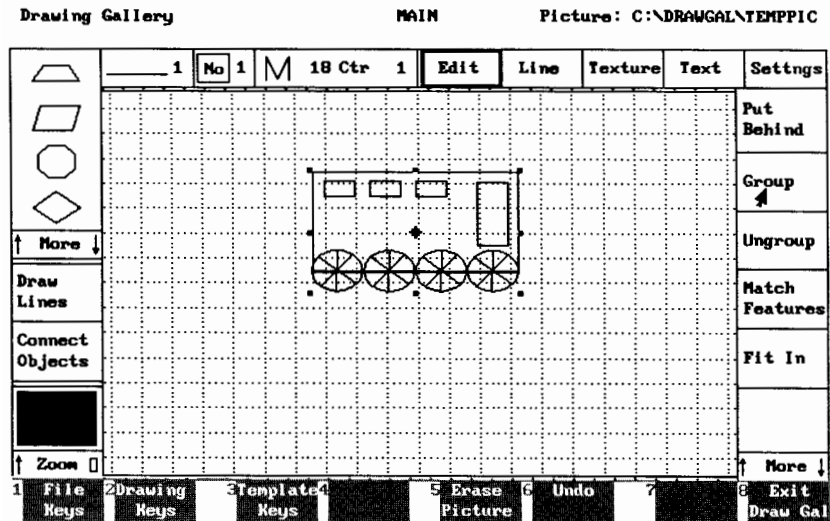 Drawing Gallery MAIN Picture: C:\DRAWGAL\TEMPPIC
1 No 1 M 18 Ctr 1 Edit Line Texture Text Settngs
Put
Behind
Group
↑ More ↓
Ungroup
Draw
Lines
Match
Features
Connect
Objects
Fit In
↑ Zoom
↑ More ↓
1 File 2 Drawing 3 Template 4 5 Erase 6 Undo 7 8 Exit
Keys Keys Keys Picture Draw Gal